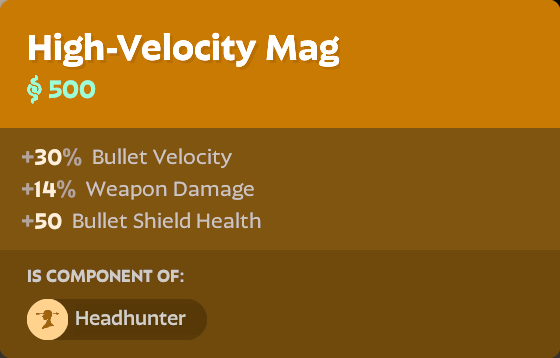 High-Velocity Mag
500
+30% Bullet Velocity
+14% Weapon Damage
+50 Bullet Shield Health
IS COMPONENT OF:
Headhunter